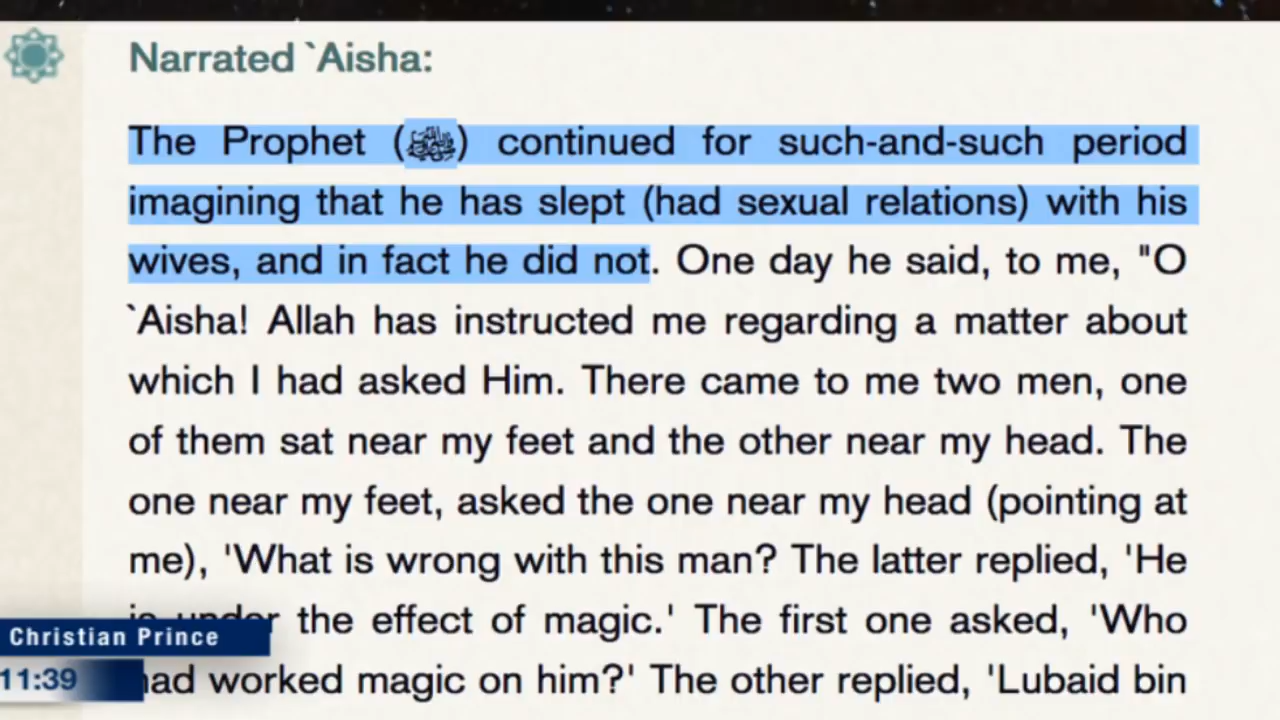 Narrated `Aisha:
The Prophet (ﷺ) continued for such-and-such period
imagining that he has slept (had sexual relations) with his
wives, and in fact he did not. One day he said, to me, "O
`Aisha! Allah has instructed me regarding a matter about
which I had asked Him. There came to me two men, one
of them sat near my feet and the other near my head. The
one near my feet, asked the one near my head (pointing at
me), 'What is wrong with this man? The latter replied, 'He
is under the effect of magic.' The first one asked, 'Who
had worked magic on him?' The other replied, 'Lubaid bin
Christian Prince
11:39